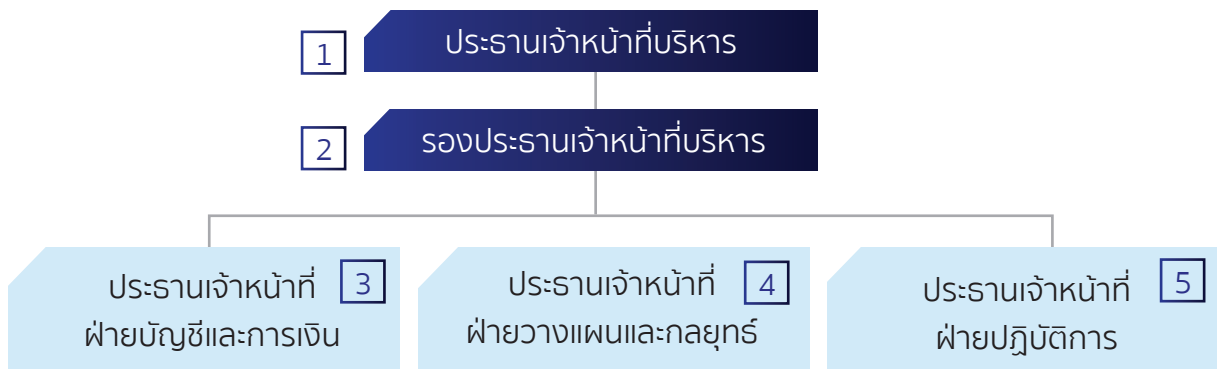 1 ประธานเจ้าหน้าที่บริหาร
2 รองประธานเจ้าหน้าที่บริหาร
ประธานเจ้าหน้าที่ 3
ฝ่ายบัญชีและการเงิน
ประธานเจ้าหน้าที่ 4
ฝ่ายวางแผนและกลยุทธ์
ประธานเจ้าหน้าที่ 5
ฝ่ายปฏิบัติการ